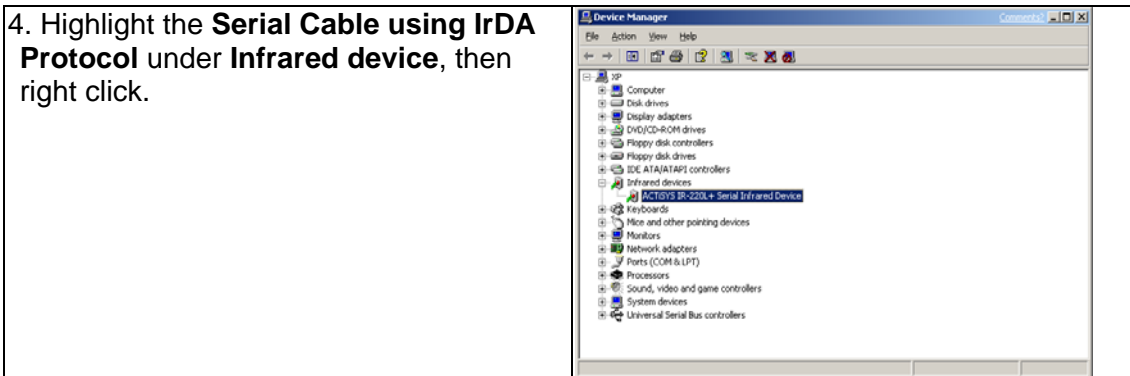 4. Highlight the Serial Cable using IrDA
Protocol under Infrared device, then
right click.
Device Manager
Comments?
File Action View Help
XP
Computer
Disk drives
Display adapters
DVD/CD-ROM drives
Floppy disk controllers
Floppy disk drives
IDE ATA/ATAPI controllers
Infrared devices
ACTiSYS IR-220L+ Serial Infrared Device
Keyboards
Mice and other pointing devices
Monitors
Network adapters
Ports (COM & LPT)
Processors
Sound, video and game controllers
System devices
Universal Serial Bus controllers